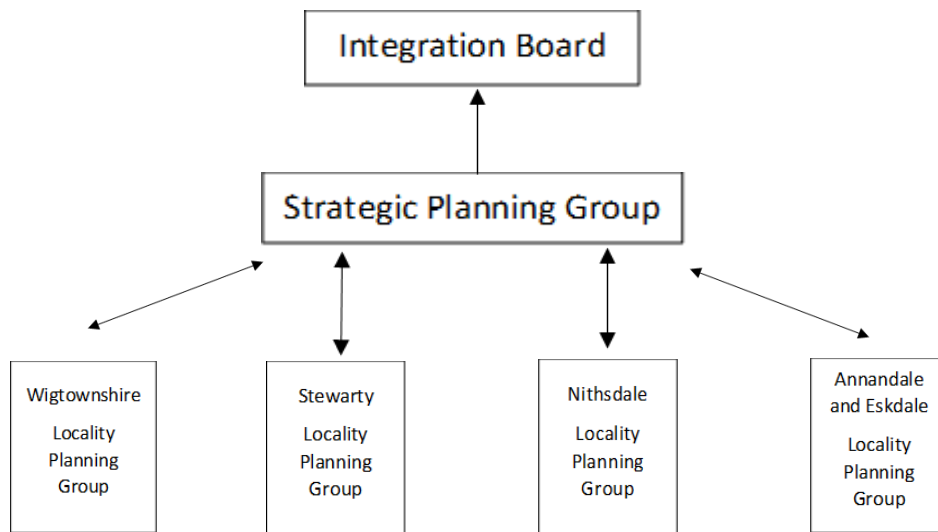 Integration Board
Strategic Planning Group
Wigtownshire
Locality
Planning
Group
Stewarty
Locality
Planning
Group
Nithsdale
Locality
Planning
Group
Annandale
and Eskdale
Locality
Planning
Group